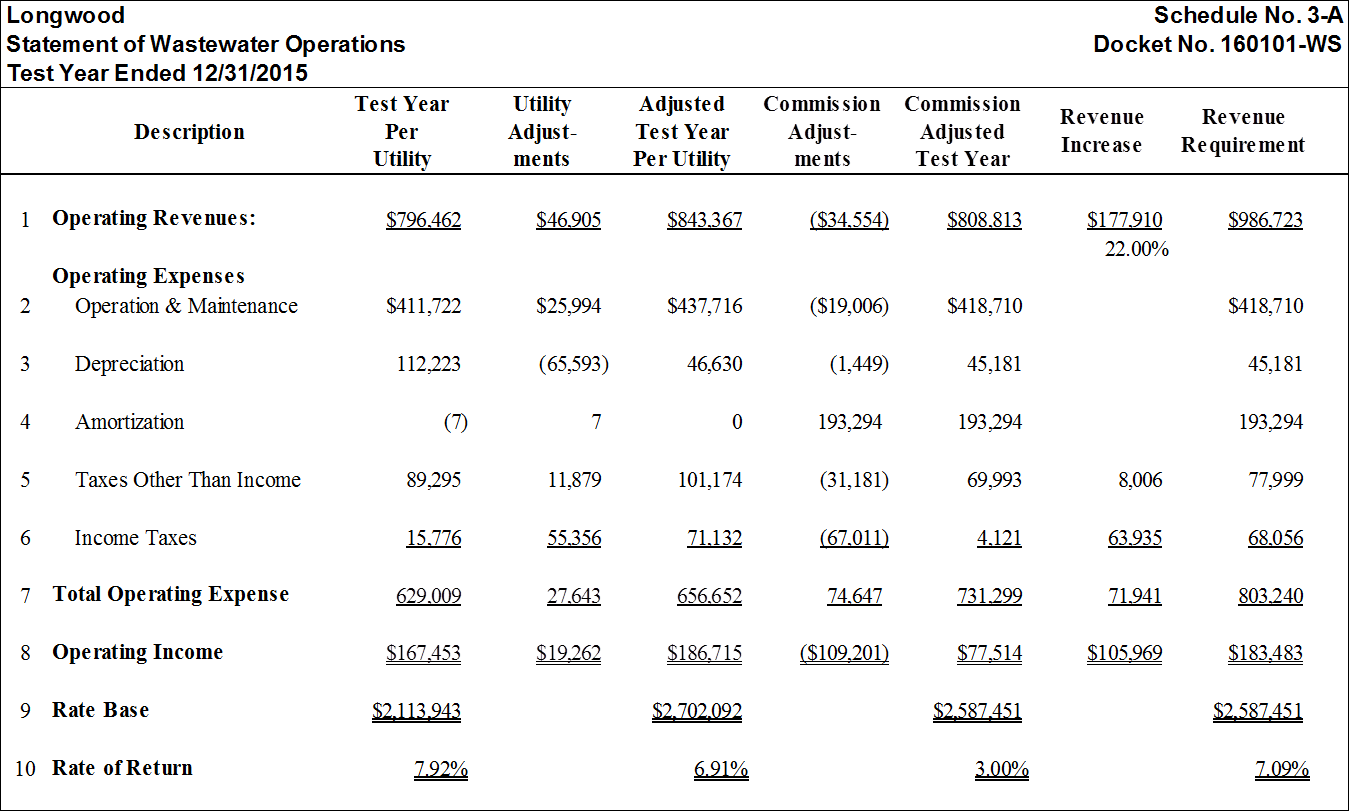 Longwood Schedule No. 3-A
Statement of Wastewater Operations Docket No. 160101-WS
Test Year Ended 12/31/2015
Test Year Utility Adjusted Commission Commission
Description Per Adjust- Test Year Adjust- Adjusted Revenue Revenue
Utility ments Per Utility ments Test Year Increase Requirement
1 Operating Revenues: $796,462 $46,905 $843,367 ($34,554) $808,813 $177,910 $986,723
22.00%
Operating Expenses
2 Operation & Maintenance $411,722 $25,994 $437,716 ($19,006) $418,710 $418,710
3 Depreciation 112,223 (65,593) 46,630 (1,449) 45,181 45,181
4 Amortization (7) 7 0 193,294 193,294 193,294
5 Taxes Other Than Income 89,295 11,879 101,174 (31,181) 69,993 8,006 77,999
6 Income Taxes 15,776 55,356 71,132 (67,011) 4,121 63,935 68,056
7 Total Operating Expense 629,009 27,643 656,652 74,647 731,299 71,941 803,240
8 Operating Income $167,453 $19,262 $186,715 ($109,201) $77,514 $105,969 $183,483
9 Rate Base $2,113,943 $2,702,092 $2,587,451 $2,587,451
10 Rate of Return 7.92% 6.91% 3.00% 7.09%